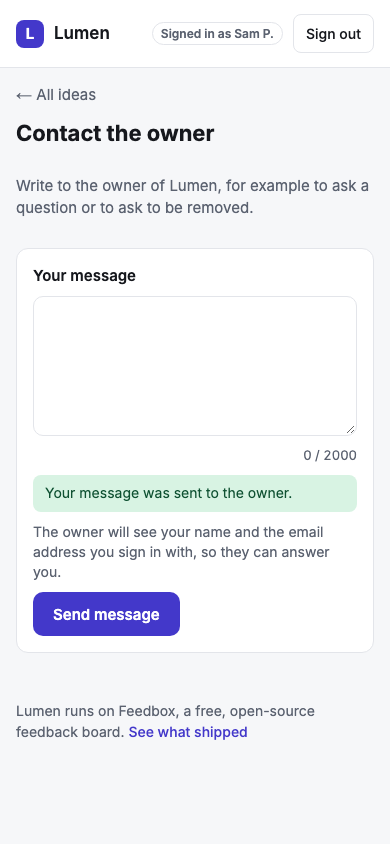 L Lumen Signed in as Sam P. Sign out
← All ideas
Contact the owner
Write to the owner of Lumen, for example to ask a
question or to ask to be removed.
Your message
0 / 2000
Your message was sent to the owner.
The owner will see your name and the email
address you sign in with, so they can answer
you.
Send message
Lumen runs on Feedbox, a free, open-source
feedback board. See what shipped